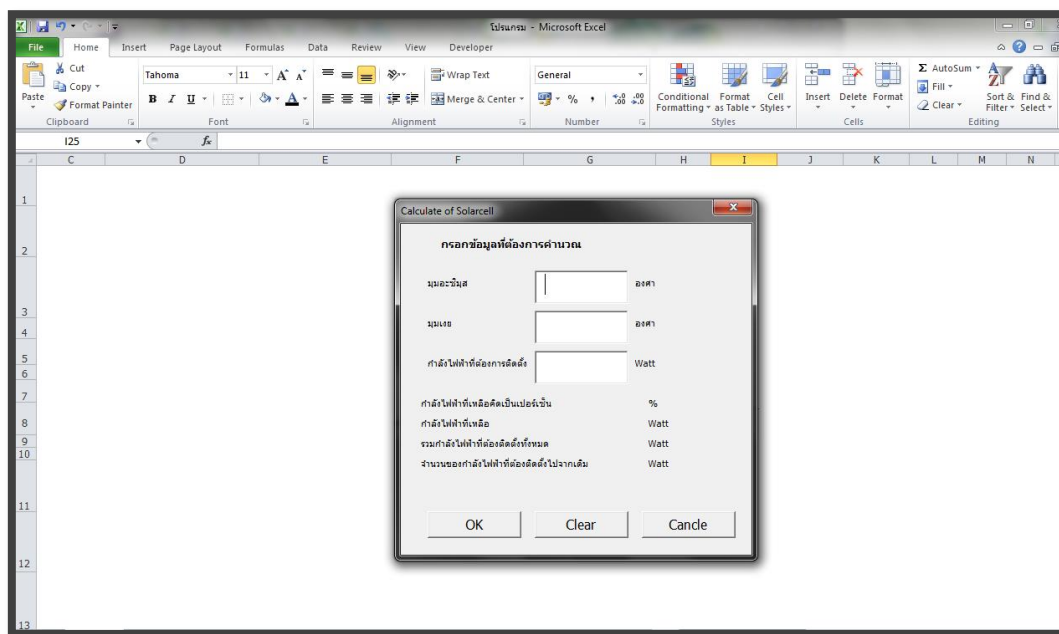 โปรแกรม - Microsoft Excel
File Home Insert Page Layout Formulas Data Review View Developer
Paste
Cut
Copy
Format Painter
Clipboard
Tahoma 11
B I U
Font
Wrap Text
Merge & Center
Alignment
General
% ,
Number
Conditional Formatting
Format as Table
Cell Styles
Styles
Insert Delete Format
Cells
Σ AutoSum
Fill
Clear
Sort & Filter
Find & Select
Editing
I25 fx
C D E F G H I J K L M N
1
2
3
4
5
6
7
8
9
10
11
12
13
Calculate of Solarcell
กรอกข้อมูลที่ต้องการคำนวณ
มุมอะซิมุส องศา
มุมเงย องศา
กำลังไฟฟ้าที่ต้องการติดตั้ง Watt
กำลังไฟฟ้าที่เหลือคิดเป็นเปอร์เซ็น %
กำลังไฟฟ้าที่เหลือ Watt
รวมกำลังไฟฟ้าที่ต้องติดตั้งทั้งหมด Watt
จำนวนของกำลังไฟฟ้าที่ต้องติดตั้งไปจากเดิม Watt
OK Clear Cancle